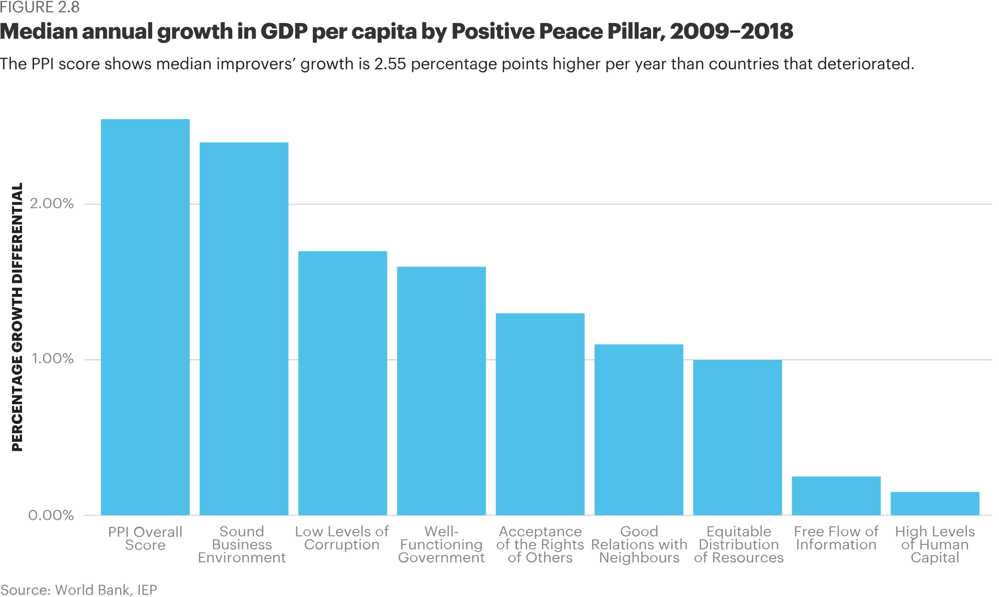 FIGURE 2.8
Median annual growth in GDP per capita by Positive Peace Pillar, 2009–2018
The PPI score shows median improvers’ growth is 2.55 percentage points higher per year than countries that deteriorated.
PERCENTAGE GROWTH DIFFERENTIAL
2.00%
1.00%
0.00%
PPI Overall
Score
Sound
Business
Environment
Low Levels of
Corruption
Well-
Functioning
Government
Acceptance
of the Rights
of Others
Good
Relations with
Neighbours
Equitable
Distribution
of Resources
Free Flow of
Information
High Levels
of Human
Capital
Source: World Bank, IEP